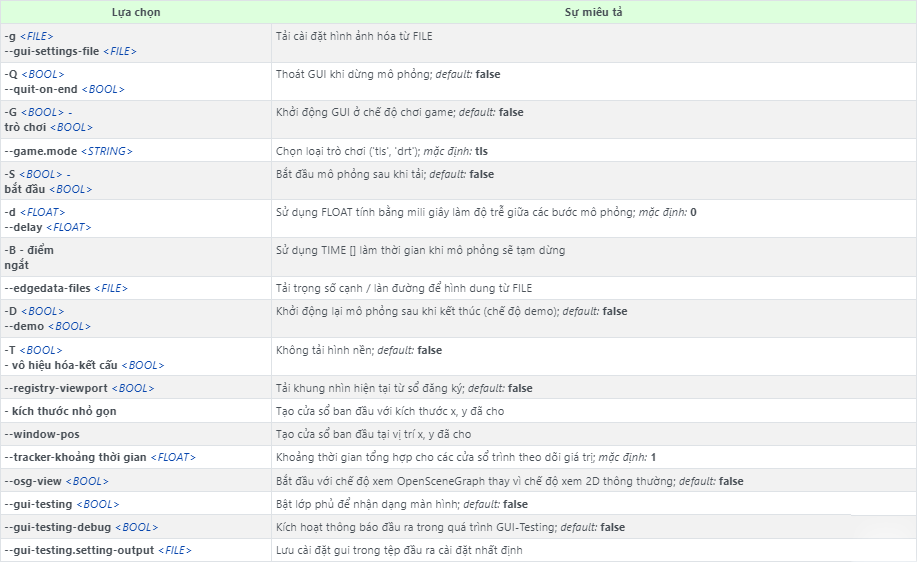 Lựa chọn Sự miêu tả
-g <FILE> Tải cài đặt hình ảnh hóa từ FILE
--gui-settings-file <FILE>
-Q <BOOL> Thoát GUI khi dừng mô phỏng; default: false
--quit-on-end <BOOL>
-G <BOOL> - Khởi động GUI ở chế độ chơi game; default: false
trò chơi <BOOL>
--game.mode <STRING> Chọn loại trò chơi ('tls', 'drt'); mặc định: tls
-S <BOOL> - Bắt đầu mô phỏng sau khi tải; default: false
bắt đầu <BOOL>
-d <FLOAT> Sử dụng FLOAT tính bằng mili giây làm độ trễ giữa các bước mô phỏng; mặc định: 0
--delay <FLOAT>
-B - điểm Sử dụng TIME [] làm thời gian khi mô phỏng sẽ tạm dừng
ngắt
--edgedata-files <FILE> Tải trọng số cạnh / làn đường để hình dung từ FILE
-D <BOOL> Khởi động lại mô phỏng sau khi kết thúc (chế độ demo); default: false
--demo <BOOL>
-T <BOOL> Không tải hình nền; default: false
- vô hiệu hóa-kết cấu <BOOL>
--registry-viewport <BOOL> Tải khung nhìn hiện tại từ sổ đăng ký; default: false
- kích thước nhỏ gọn Tạo cửa sổ ban đầu với kích thước x, y đã cho
--window-pos Tạo cửa sổ ban đầu tại vị trí x, y đã cho
--tracker-khoảng thời gian <FLOAT> Khoảng thời gian tổng hợp cho các cửa sổ trình theo dõi giá trị; mặc định: 1
--osg-view <BOOL> Bắt đầu với chế độ xem OpenSceneGraph thay vì chế độ xem 2D thông thường; default: false
--gui-testing <BOOL> Bật lớp phủ để nhận dạng màn hình; default: false
--gui-testing-debug <BOOL> Kích hoạt thông báo đầu ra trong quá trình GUI-Testing; default: false
--gui-testing.setting-output <FILE> Lưu cài đặt gui trong tệp đầu ra cài đặt nhất định